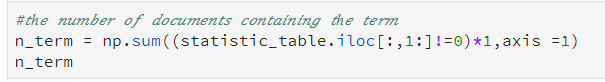 #the number of documents containing the term
n_term = np.sum((statistic_table.iloc[:,1:]!=0)*1,axis =1)
n_term